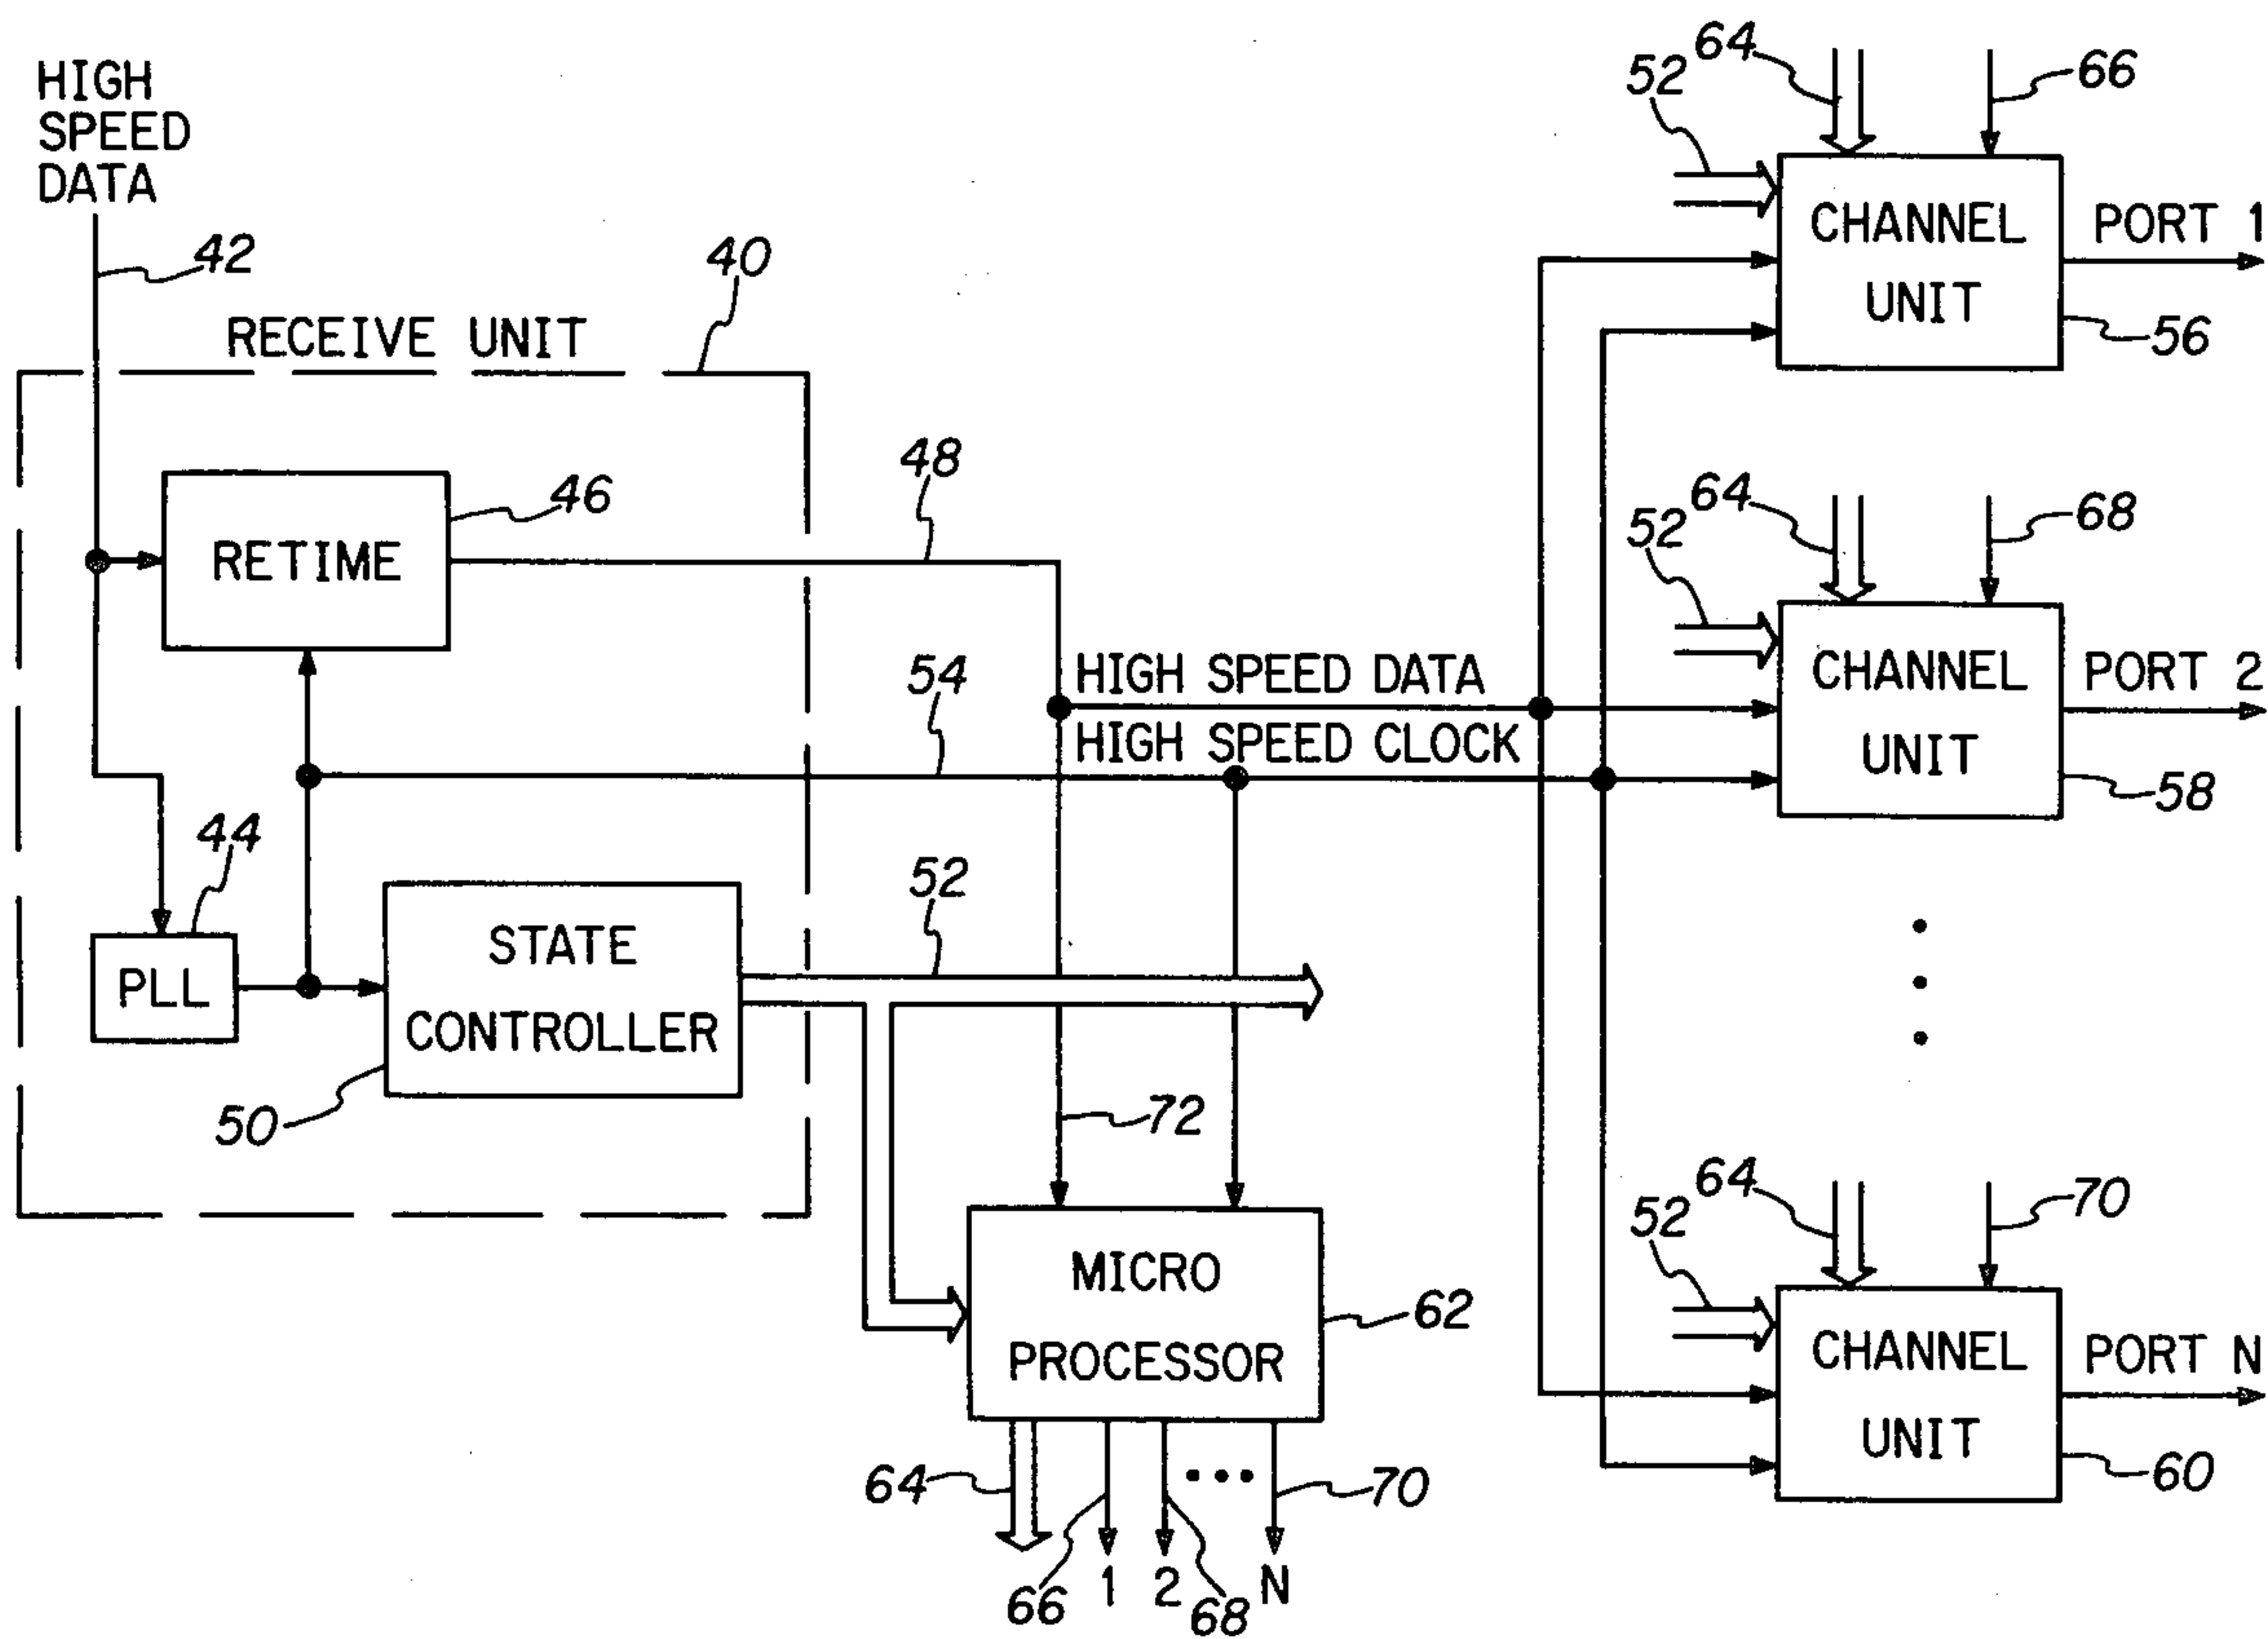 HIGH
SPEED
DATA
42
RECEIVE UNIT
40
RETIME
46
48
54
HIGH SPEED DATA
HIGH SPEED CLOCK
44
PLL
STATE
CONTROLLER
50
52
72
MICRO
PROCESSOR
62
64
66
1
2
68
N
70
52
64
66
CHANNEL
UNIT
PORT 1
56
52
64
68
CHANNEL
UNIT
PORT 2
58
52
64
70
CHANNEL
UNIT
PORT N
60